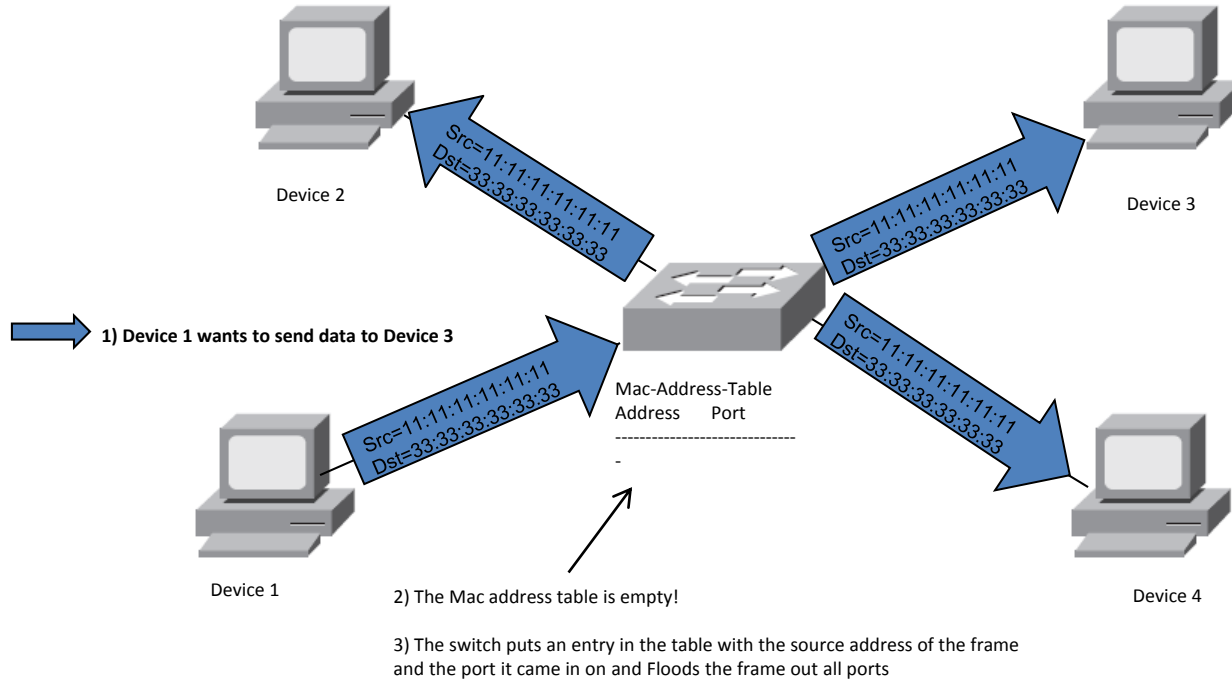 Src=11:11:11:11:11:11
Dst=33:33:33:33:33:33
Device 2
Src=11:11:11:11:11:11
Dst=33:33:33:33:33:33
Device 3
1) Device 1 wants to send data to Device 3
Src=11:11:11:11:11:11
Dst=33:33:33:33:33:33
Device 1
Src=11:11:11:11:11:11
Dst=33:33:33:33:33:33
Device 4
Mac-Address-Table
Address Port
------------------------------
-
2) The Mac address table is empty!
3) The switch puts an entry in the table with the source address of the frame
and the port it came in on and Floods the frame out all ports